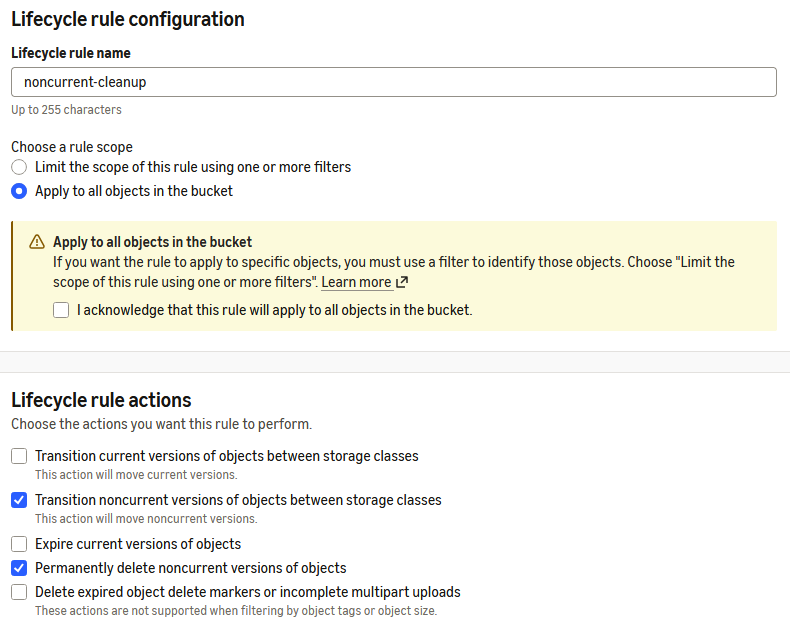 Lifecycle rule configuration
Lifecycle rule name
noncurrent-cleanup
Up to 255 characters
Choose a rule scope
Limit the scope of this rule using one or more filters
Apply to all objects in the bucket
Apply to all objects in the bucket
If you want the rule to apply to specific objects, you must use a filter to identify those objects. Choose "Limit the
scope of this rule using one or more filters". Learn more
I acknowledge that this rule will apply to all objects in the bucket.
Lifecycle rule actions
Choose the actions you want this rule to perform.
Transition current versions of objects between storage classes
This action will move current versions.
Transition noncurrent versions of objects between storage classes
This action will move noncurrent versions.
Expire current versions of objects
Permanently delete noncurrent versions of objects
Delete expired object delete markers or incomplete multipart uploads
These actions are not supported when filtering by object tags or object size.